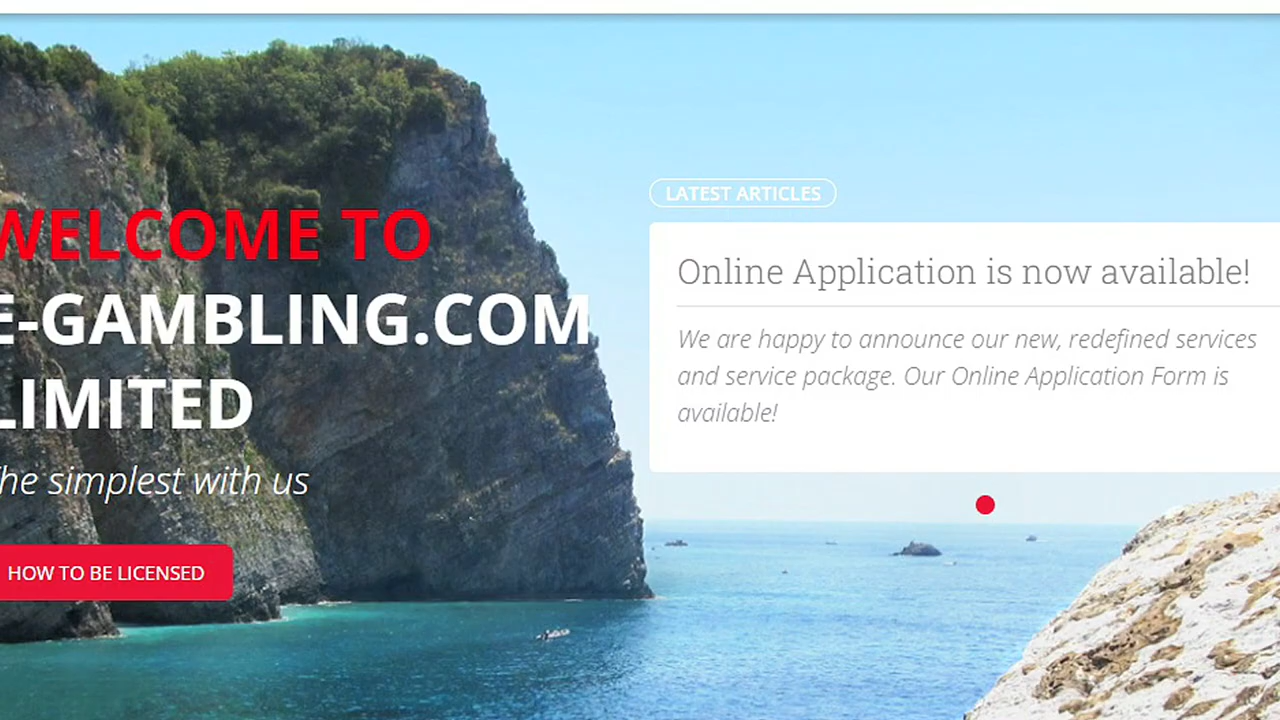 WELCOME TO
E-GAMBLING.COM
LIMITED
The simplest with us
HOW TO BE LICENSED
LATEST ARTICLES
Online Application is now available!
We are happy to announce our new, redefined services
and service package. Our Online Application Form is
available!